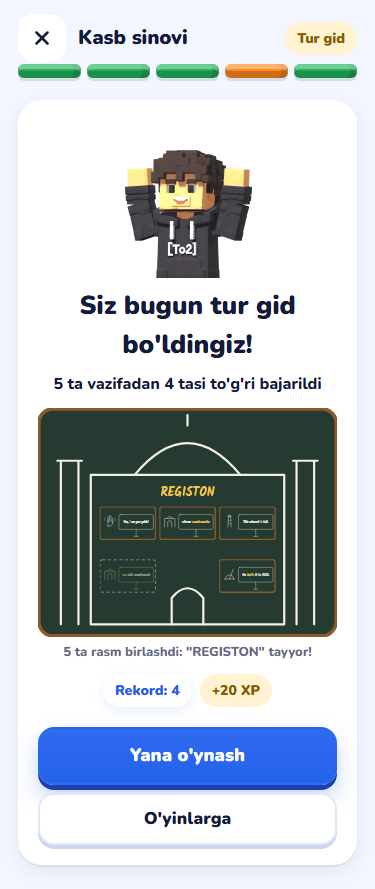 Kasb sinovi
Tur gid
[To2]
Siz bugun tur gid
bo'ldingiz!
5 ta vazifadan 4 tasi to'g'ri bajarildi
REGISTON
5 ta rasm birlashdi: "REGISTON" tayyor!
Rekord: 4
+20 XP
Yana o'ynash
O'yinlarga